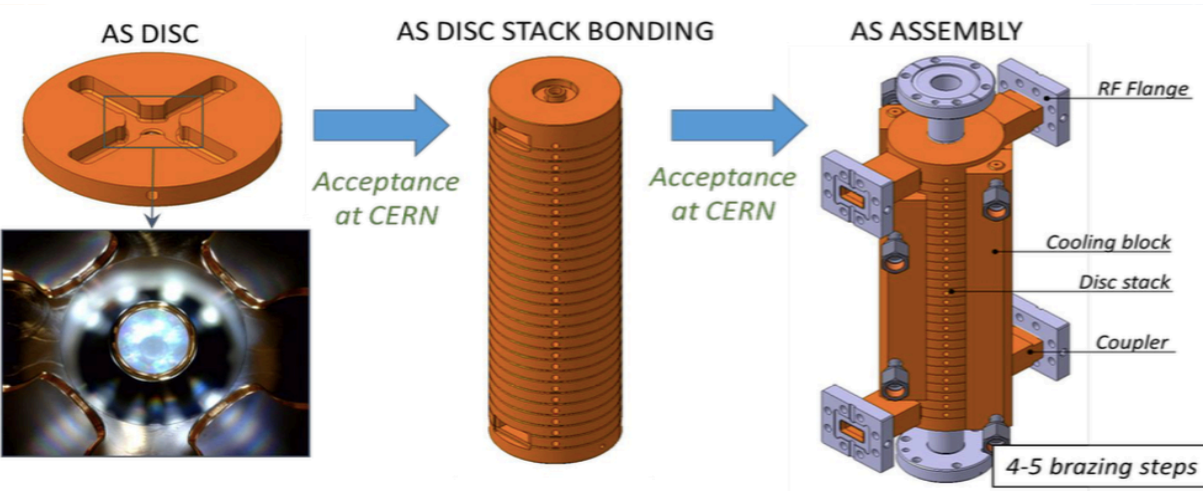 AS DISC
AS DISC STACK BONDING
AS ASSEMBLY
Acceptance
at CERN
Acceptance
at CERN
RF Flange
Cooling block
Disc stack
Coupler
4-5 brazing steps